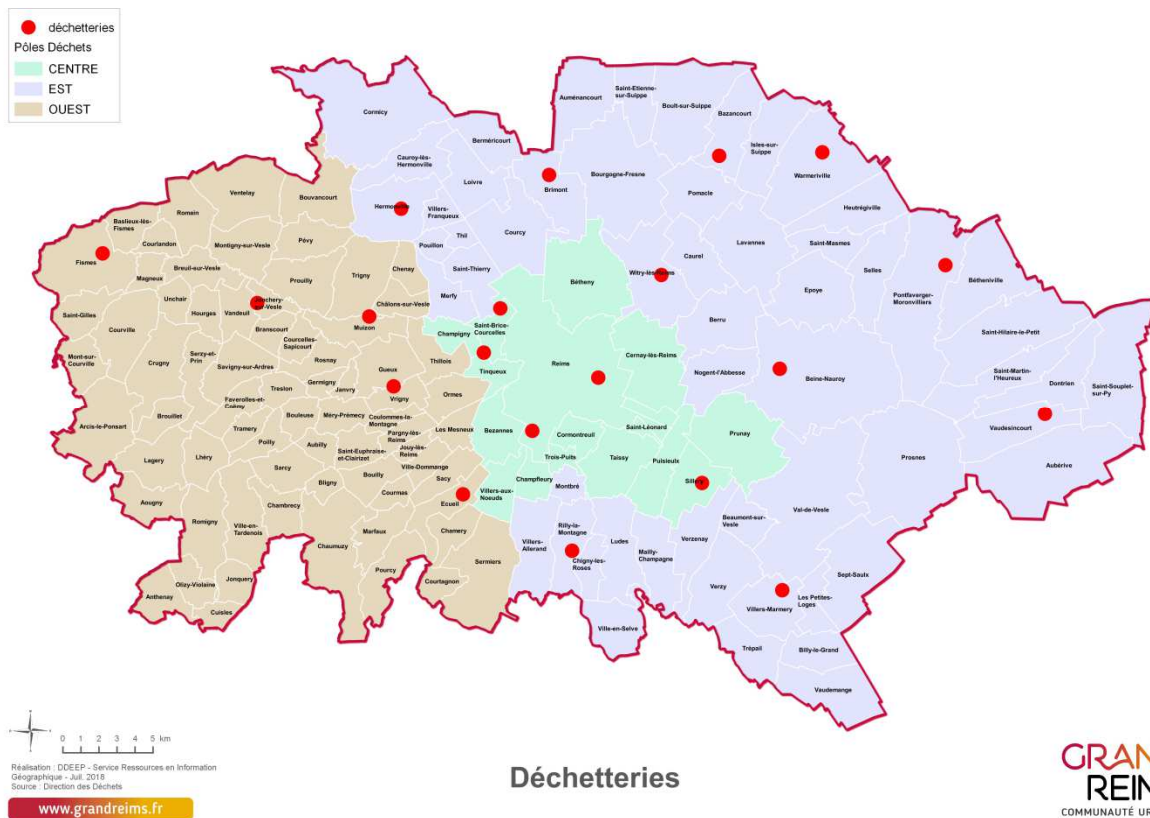 déchetteries
Pôles Déchets
CENTRE
EST
OUEST
Cormicy
Auménancourt
Saint-Etienne-
sur-Suippe
Boult-sur-Suippe
Bazancourt
Isles-sur-
Suippe
Warmeriville
Berméricourt
Cauroy-lès-
Hermonville
Loivre
Brimont
Bourgogne-Fresne
Pomacle
Heutrégiville
Hermonville
Villers-
Franqueux
Thil
Courcy
Pouillon
Saint-Thierry
Merfy
Lavannes
Saint-Masmes
Selles
Caurel
Witry-lès-Reims
Epoye
Pontfaverger-
Moronvilliers
Bétheniville
Berru
Saint-Hilaire-le-Petit
Nogent-l'Abbesse
Beine-Nauroy
Saint-Martin-
l'Heureux
Dontrien
Saint-Souplet-
sur-Py
Vaudesincourt
Aubérive
Prosnes
Ventelay
Bouvancourt
Romain
Baslieux-lès-
Fismes
Courlandon
Montigny-sur-Vesle
Pévy
Fismes
Magneux
Breuil-sur-Vesle
Prouilly
Trigny
Chenay
Unchair
Hourges
Vandeuil
Jonchery-
sur-Vesle
Châlons-sur-Vesle
Muizon
Saint-Gilles
Courville
Branscourt
Courcelles-
Sapicourt
Mont-sur-
Courville
Crugny
Serzy-et-
Prin
Savigny-sur-Ardres
Rosnay
Gueux
Thillois
Treslon
Germigny
Janvry
Vrigny
Ormes
Faverolles-et-
Coëmy
Arcis-le-Ponsart
Brouillet
Tramery
Bouleuse
Méry-Prémecy
Coulommes-la-
Montagne
Les Mesneux
Pargny-lès-
Reims
Jouy-lès-
Reims
Lagery
Lhéry
Poilly
Aubilly
Saint-Euphraise-
et-Clairizet
Ville-Dommange
Sarcy
Bligny
Bouilly
Sacy
Ecueil
Courmas
Aougny
Chambrecy
Romigny
Ville-en-
Tardenois
Chaumuzy
Marfaux
Chamery
Sermiers
Pourcy
Courtagnon
Olizy-Violaine
Jonquery
Anthenay
Cuisles
Bétheny
Champigny
Saint-Brice-
Courcelles
Tinqueux
Reims
Cernay-lès-Reims
Bezannes
Cormontreuil
Saint-Léonard
Prunay
Trois-Puits
Taissy
Puisieulx
Sillery
Champfleury
Villers-aux-
Noeuds
Montbré
Villers-
Allerand
Rilly-la-
Montagne
Chigny-les-
Roses
Ludes
Mailly-
Champagne
Verzenay
Beaumont-sur-
Vesle
Val-de-Vesle
Verzy
Villers-Marmery
Les Petites-
Loges
Sept-Saulx
Ville-en-Selve
Trépail
Billy-le-Grand
Vaudemange
0 1 2 3 4 5 km
Réalisation : DDEEP - Service Ressources en Information
Géographique - Juil. 2018
Source : Direction des Déchets
www.grandreims.fr
Déchetteries
GRAN
REIN
COMMUNAUTÉ UR